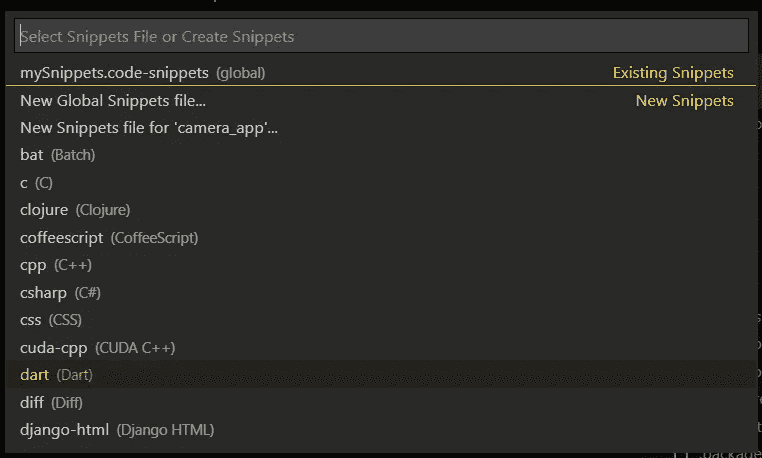 Select Snippets File or Create Snippets
mySnippets.code-snippets (global) Existing Snippets
New Global Snippets file... New Snippets
New Snippets file for 'camera_app'...
bat (Batch)
c (C)
clojure (Clojure)
coffeescript (CoffeeScript)
cpp (C++)
csharp (C#)
css (CSS)
cuda-cpp (CUDA C++)
dart (Dart)
diff (Diff)
django-html (Django HTML)